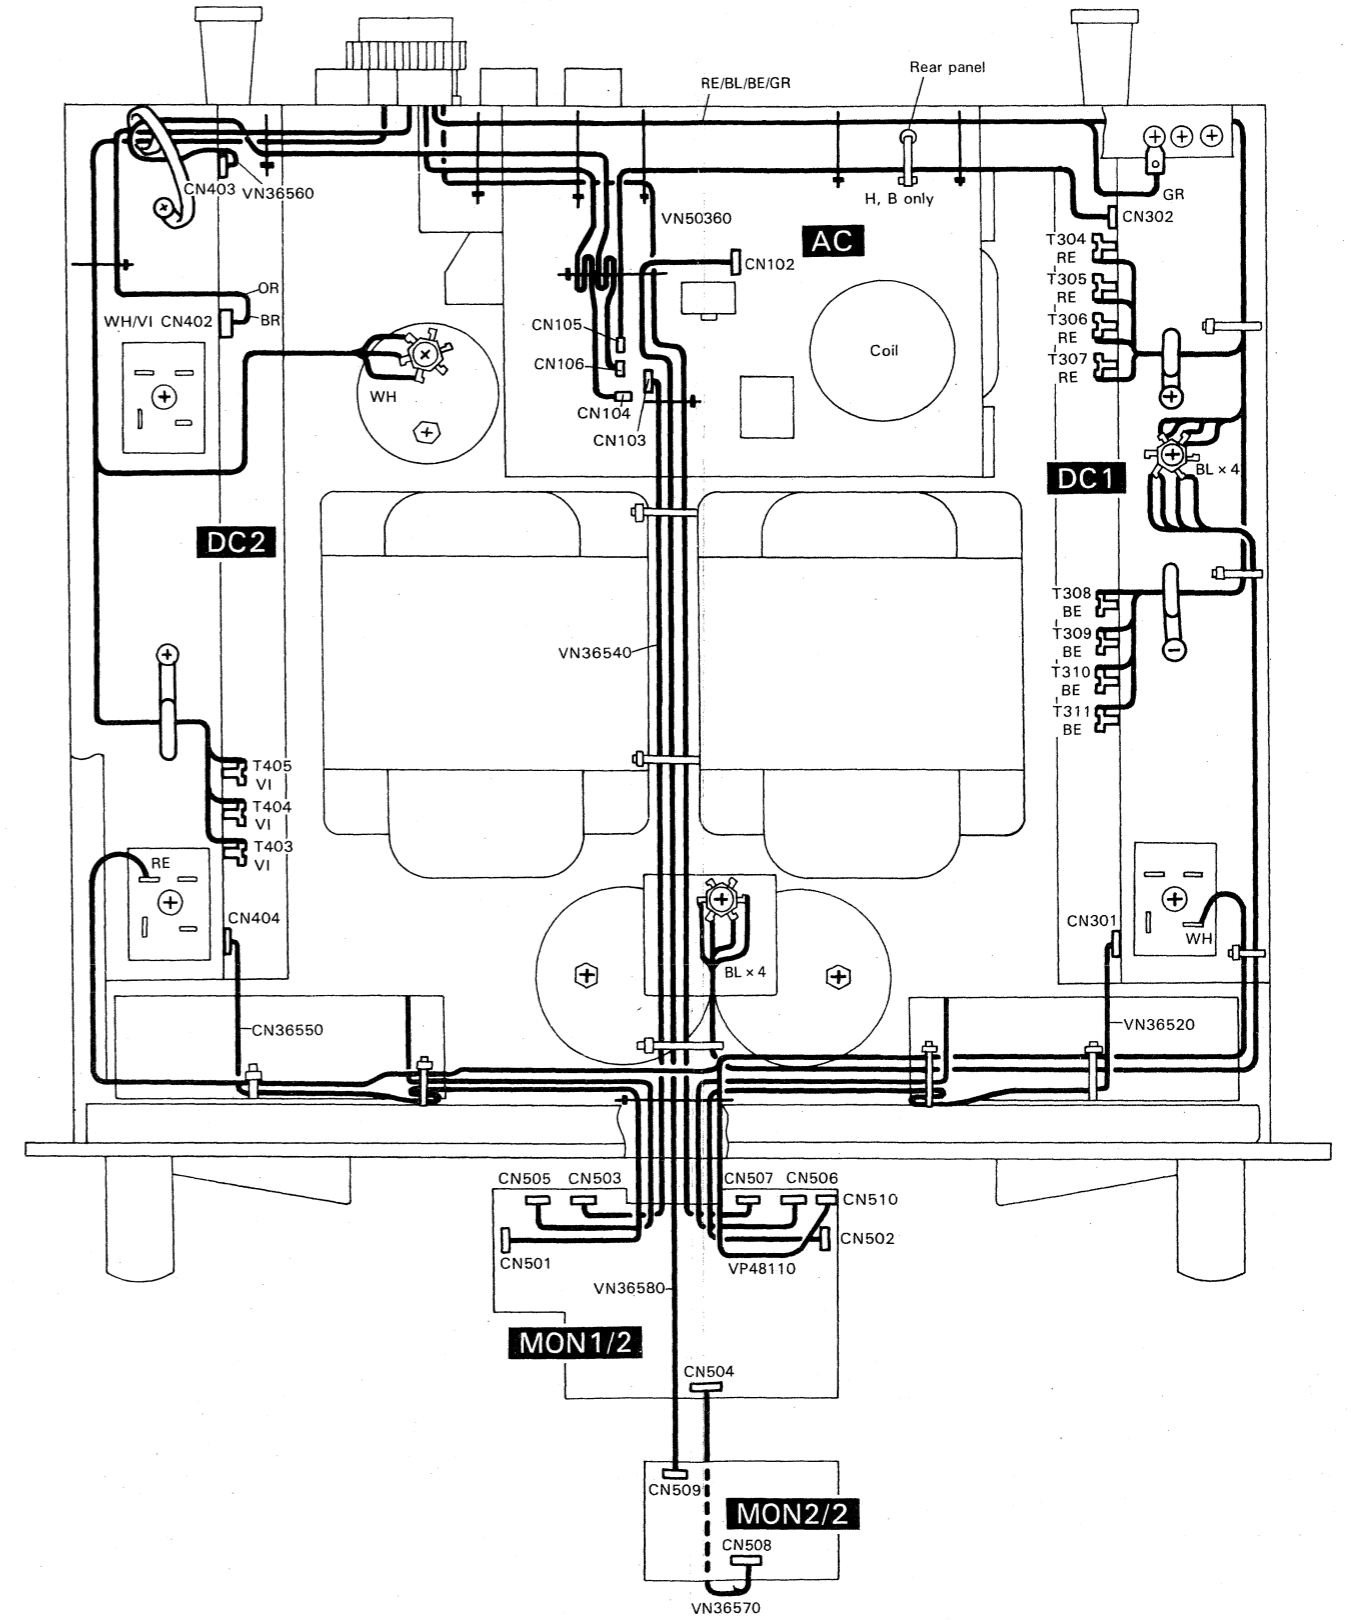 Rear panel
RE/BL/BE/GR
CN403
VN36560
H, B only
GR
VN50360
CN302
AC
T304
RE
CN102
T305
RE
OR
WH/VI CN402
BR
CN105
T306
RE
Coil
CN106
T307
RE
WH
CN104
CN103
DC1
BL × 4
DC2
T308
BE
T309
BE
VN36540
T310
BE
T311
BE
T405
VI
T404
VI
T403
VI
RE
CN404
CN301
WH
BL × 4
CN36550
VN36520
CN505
CN503
CN507
CN506
CN510
CN502
CN501
VP48110
VN36580
MON1/2
CN504
CN509
MON2/2
CN508
VN36570